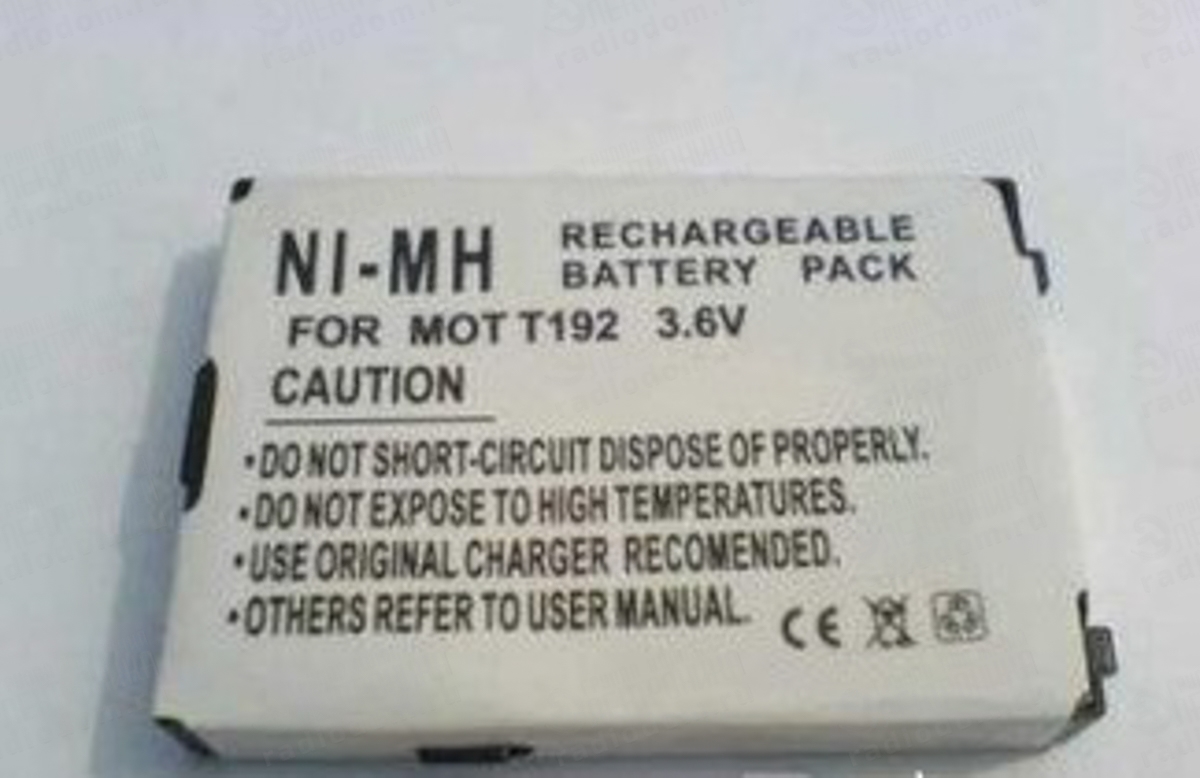 NI-MH RECHARGEABLE
BATTERY PACK
FOR MOT T192 3.6V
CAUTION
•DO NOT SHORT-CIRCUIT DISPOSE OF PROPERLY.
•DO NOT EXPOSE TO HIGH TEMPERATURES.
•USE ORIGINAL CHARGER RECOMENDED.
•OTHERS REFER TO USER MANUAL.
CE